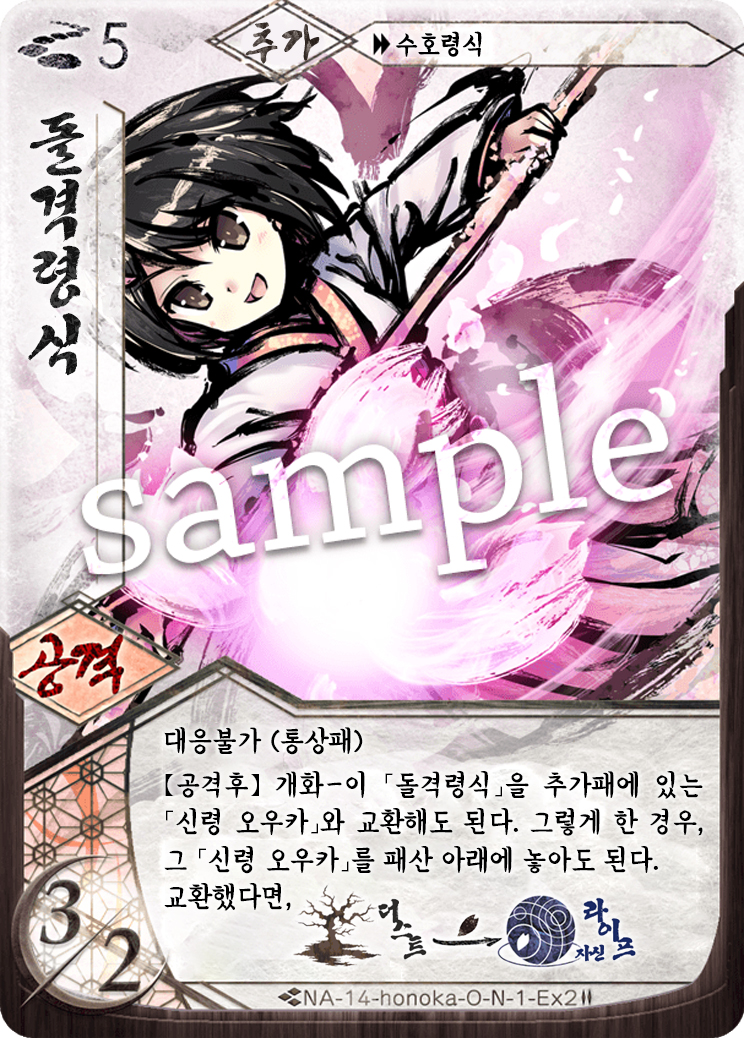 5
추가
수호령식
돌격령식
sample
공격
대응불가 (통상패)
【공격후】 개화-이 「돌격령식」을 추가패에 있는
「신령 오우카」와 교환해도 된다. 그렇게 한 경우,
그 「신령 오우카」를 패산 아래에 놓아도 된다.
교환했다면, 더스트 라이프
자신
3/2
NA-14-honoka-O-N-1-Ex2